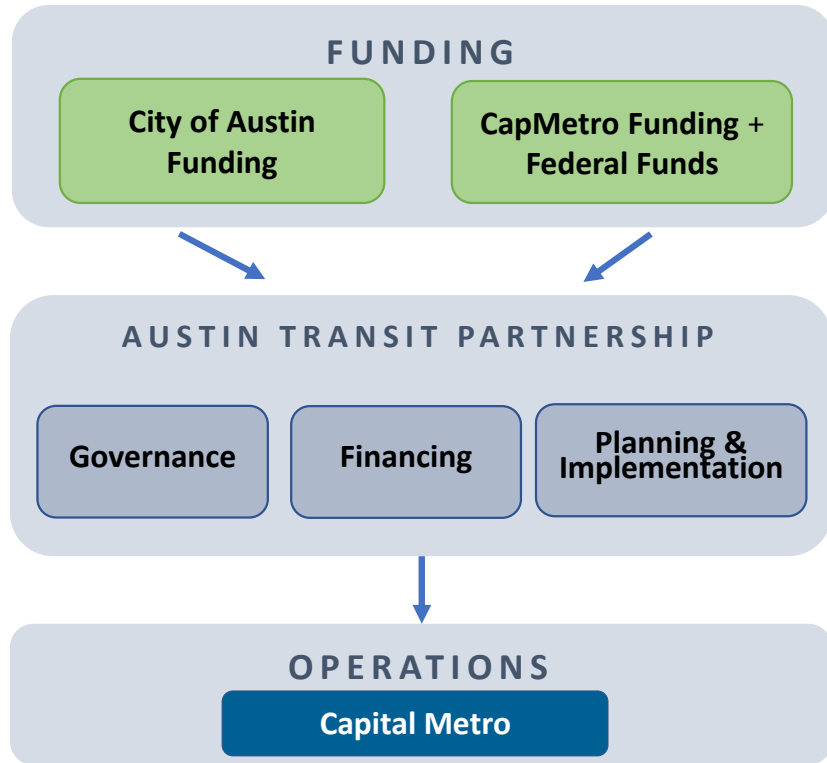 FUNDING
City of Austin
Funding
CapMetro Funding +
Federal Funds
AUSTIN TRANSIT PARTNERSHIP
Governance
Financing
Planning &
Implementation
OPERATIONS
Capital Metro